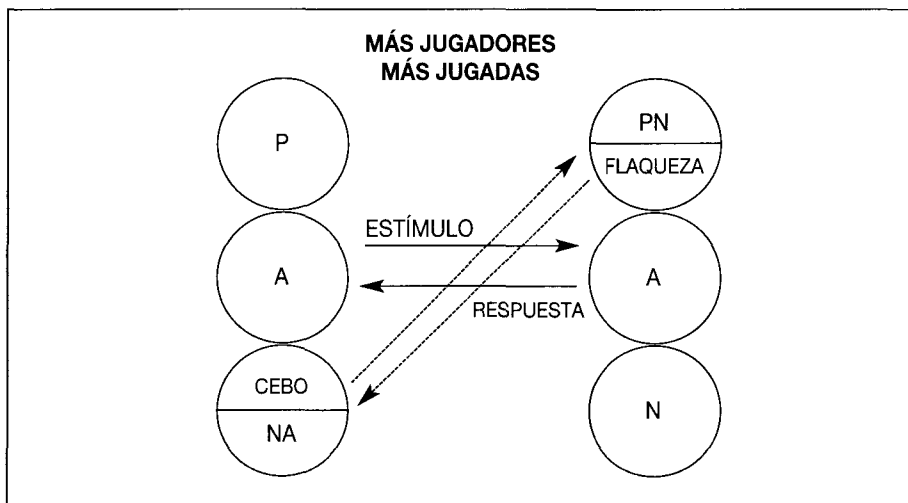 MÁS JUGADORES
MÁS JUGADAS
P
PN
FLAQUEZA
ESTÍMULO
A
A
RESPUESTA
CEBO
NA
N